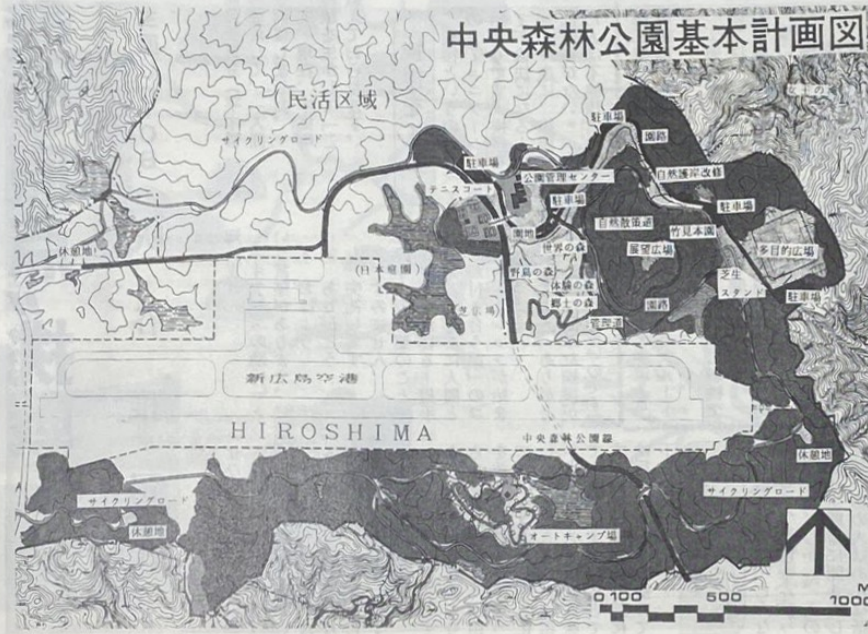 中央森林公園基本計画図
(民活区域)
サイクリングロード
駐車場
園路
駐車場
公園管理センター
自然護岸改修
テニスコート
駐車場
自然散策道
竹見本園
園地
世界の森
展望広場
多目的広場
休憩地
(日本庭園)
野鳥の森
芝生
スタンド
体験の森
駐車場
郷土の森
園路
管理道
新広島空港
HIROSHIMA
中央森林公園線
休憩地
サイクリングロード
サイクリングロード
休憩地
オートキャンプ場
0 100 500 1000
M